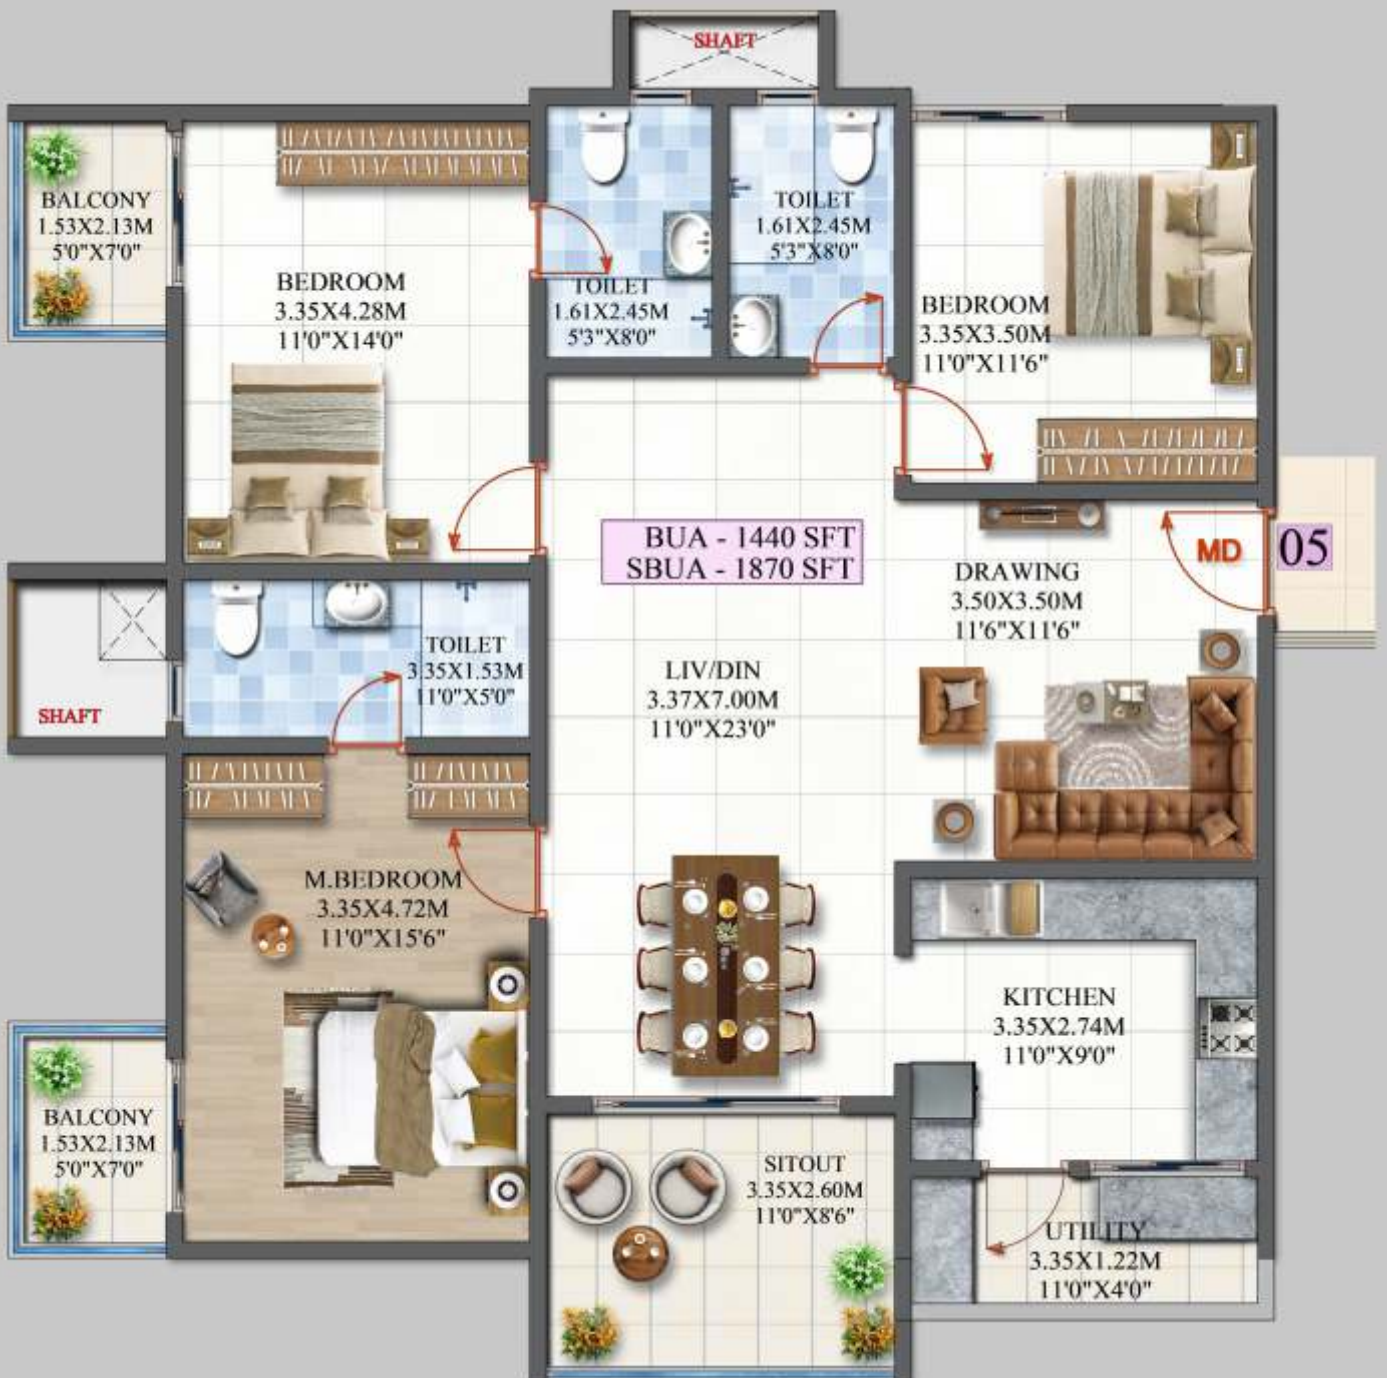 SHAFT
BALCONY
1.53X2.13M
5'0"X7'0"
BEDROOM
3.35X4.28M
11'0"X14'0"
TOILET
1.61X2.45M
5'3"X8'0"
TOILET
1.61X2.45M
5'3"X8'0"
BEDROOM
3.35X3.50M
11'0"X11'6"
BUA - 1440 SFT
SBUA - 1870 SFT
DRAWING
3.50X3.50M
11'6"X11'6"
MD
05
SHAFT
TOILET
3.35X1.53M
11'0"X5'0"
LIV/DIN
3.37X7.00M
11'0"X23'0"
M.BEDROOM
3.35X4.72M
11'0"X15'6"
KITCHEN
3.35X2.74M
11'0"X9'0"
BALCONY
1.53X2.13M
5'0"X7'0"
SITOUT
3.35X2.60M
11'0"X8'6"
UTILITY
3.35X1.22M
11'0"X4'0"